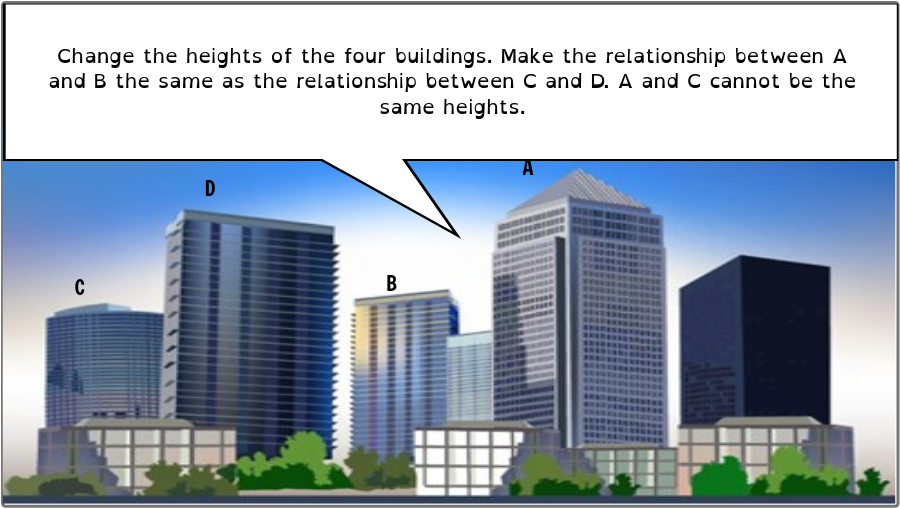 Change the heights of the four buildings. Make the relationship between A
and B the same as the relationship between C and D. A and C cannot be the
same heights.
A
D
B
C